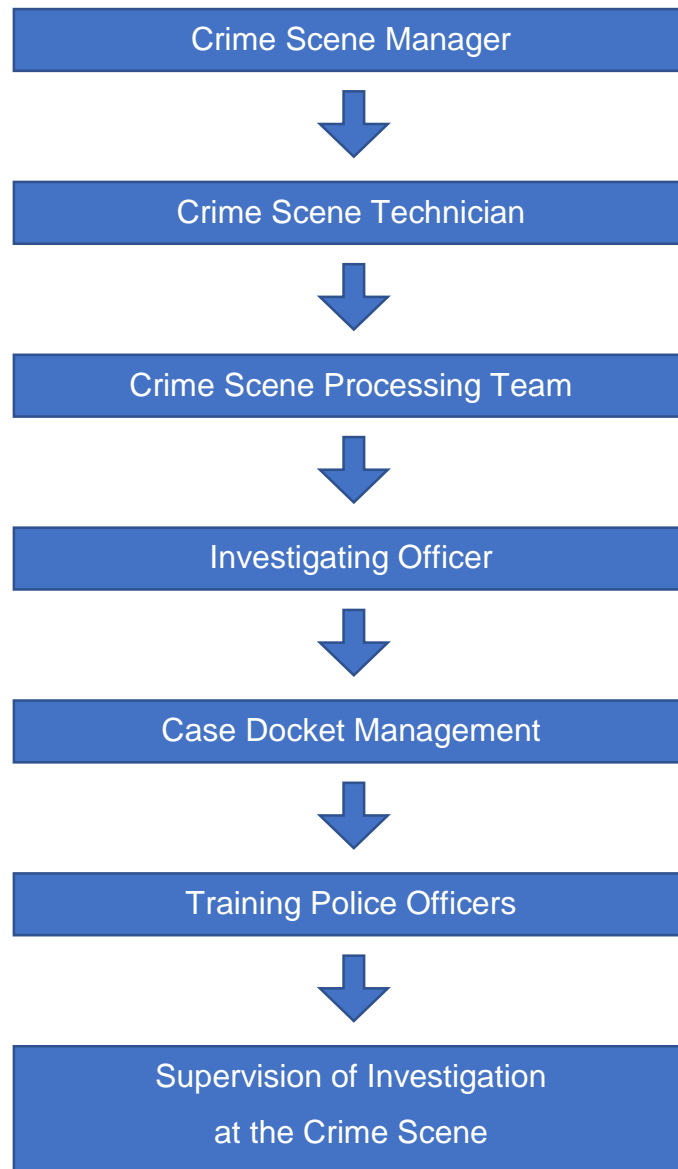 Crime Scene Manager
Crime Scene Technician
Crime Scene Processing Team
Investigating Officer
Case Docket Management
Training Police Officers
Supervision of Investigation
at the Crime Scene